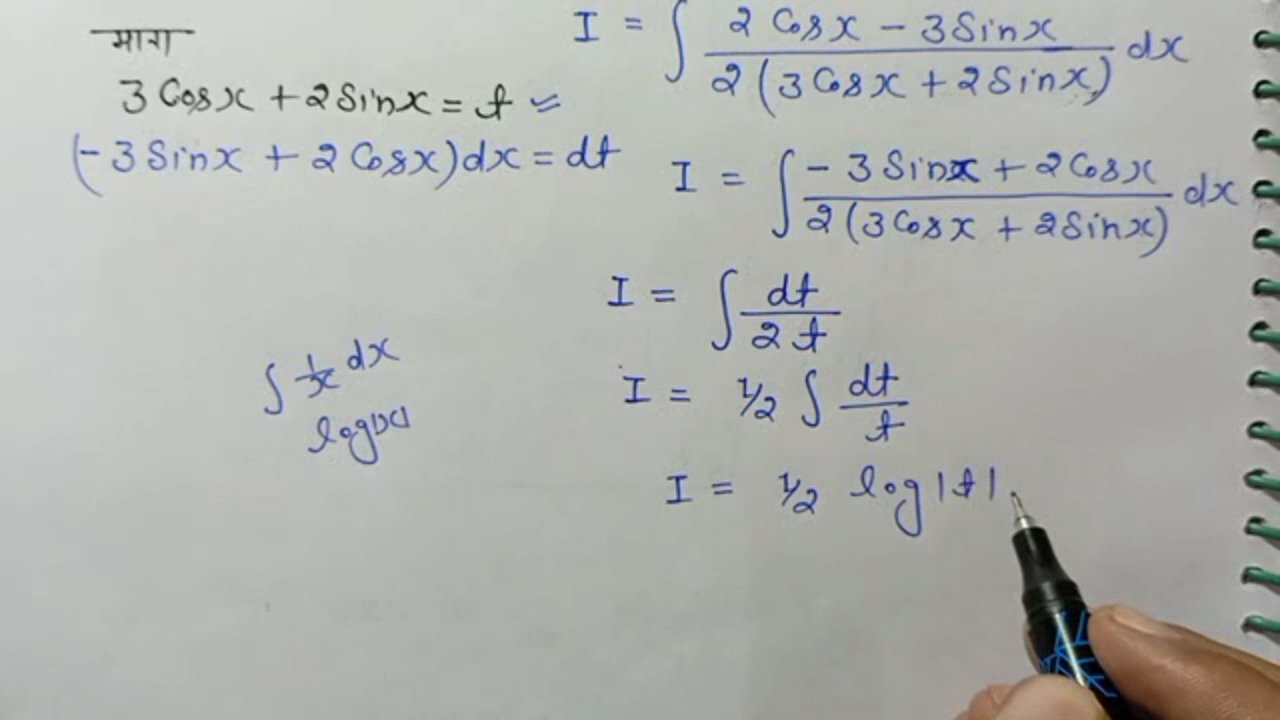 माना
3 Cos x + 2 Sin x = t
(-3 Sin x + 2 Cos x) dx = dt
∫ 1/x dx
log|x|
I = ∫ (2 Cos x - 3 Sin x) / (2 (3 Cos x + 2 Sin x)) dx
I = ∫ (-3 Sin x + 2 Cos x) / (2 (3 Cos x + 2 Sin x)) dx
I = ∫ dt / 2t
I = 1/2 ∫ dt / t
I = 1/2 log|t|